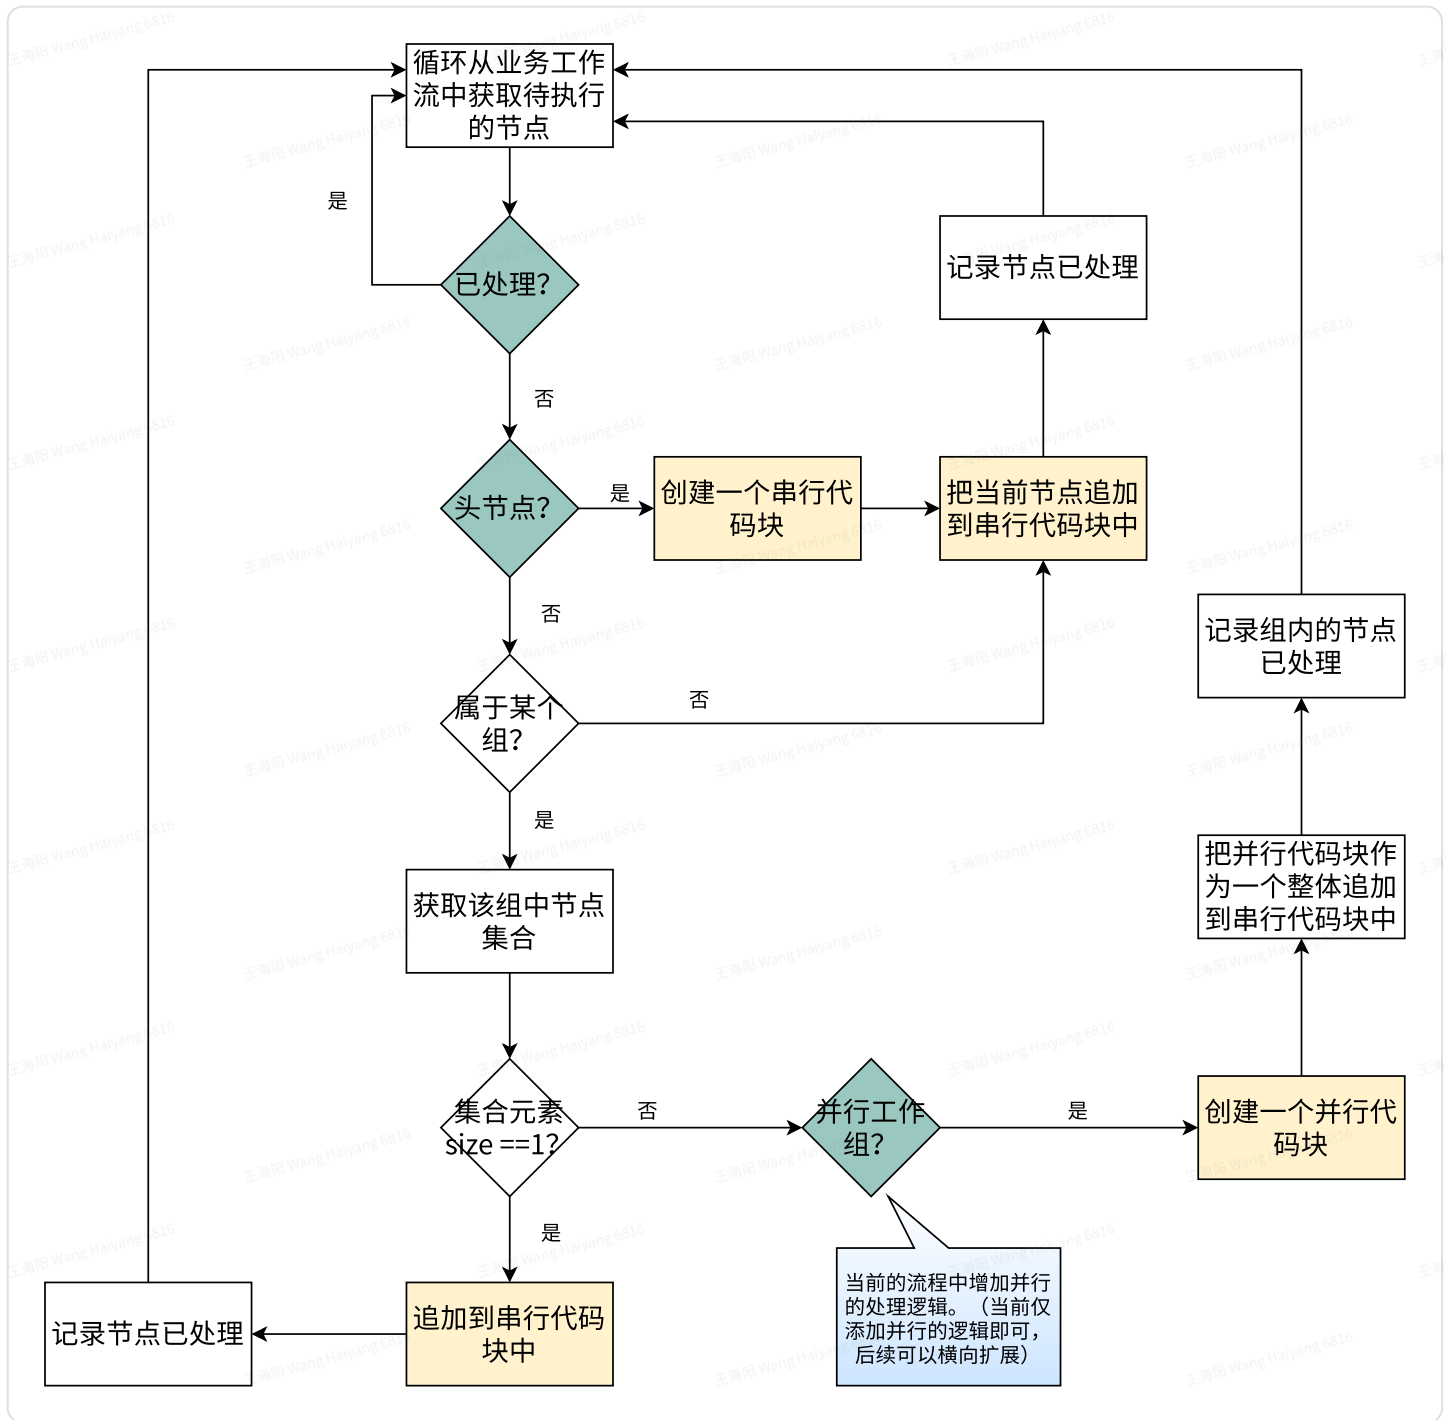 循环从业务工作
流中获取待执行
的节点
是
已处理?
记录节点已处理
否
头节点?
是
创建一个串行代
码块
把当前节点追加
到串行代码块中
否
记录组内的节点
已处理
属于某个
组?
否
是
获取该组中节点
集合
把并行代码块作
为一个整体追加
到串行代码块中
集合元素
size ==1?
否
并行工作
组?
是
创建一个并行代
码块
是
当前的流程中增加并行
的处理逻辑。（当前仅
添加并行的逻辑即可，
后续可以横向扩展）
记录节点已处理
追加到串行代码
块中
王海阳 Wang Haiyang 6816